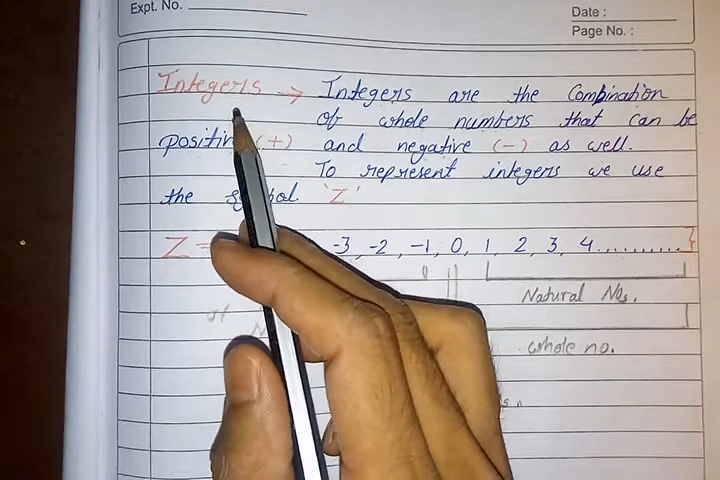 Expt. No.
Date :
Page No. :
Integers → Integers are the Combination
of whole numbers that can be
(+) and negative (-) as well.
To represent integers we use
the 'Z'
Z = -3, -2, -1, 0, 1, 2, 3, 4..........}
Natural Nos.
whole no.